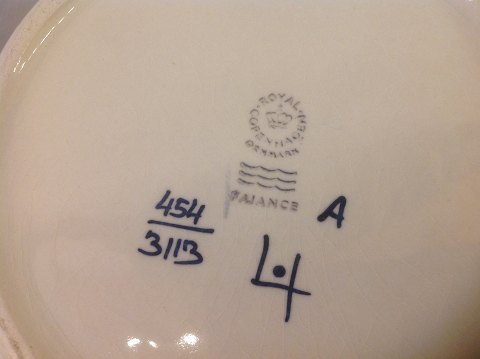 ROYAL COPENHAGEN
DENMARK
FAJANCE
454
3113
A